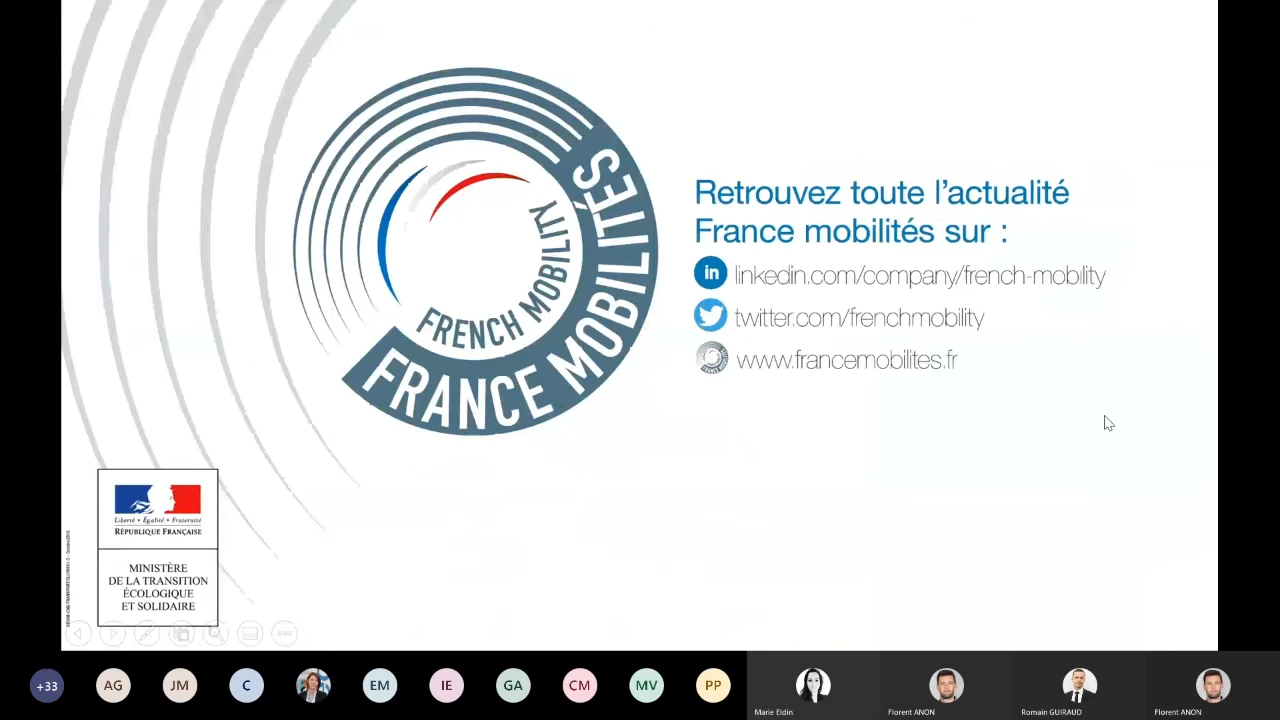 FRENCH MOBILITY
FRANCE MOBILITÉS
Retrouvez toute l'actualité
France mobilités sur :
in
linkedin.com/company/french-mobility
twitter.com/frenchmobility
www.francemobilites.fr
Liberté • Égalité • Fraternité
RÉPUBLIQUE FRANÇAISE
MINISTÈRE
DE LA TRANSITION
ÉCOLOGIQUE
ET SOLIDAIRE
+33
AG
JM
C
EM
IE
GA
CM
MV
PP
Marie Eldin
Florent ANON
Romain GUIRAUD
Florent ANON